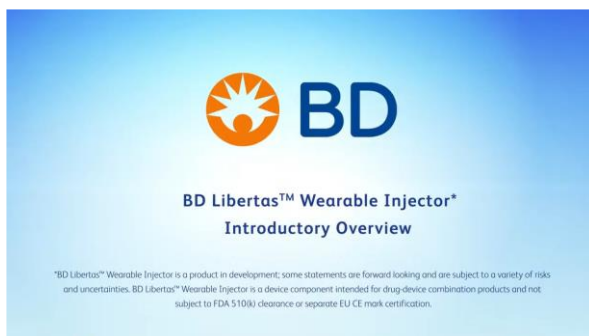 BD
BD Libertas™ Wearable Injector*
Introductory Overview
*BD Libertas™ Wearable Injector is a product in development; some statements are forward looking and are subject to a variety of risks
and uncertainties. BD Libertas™ Wearable Injector is a device component intended for drug-device combination products and not
subject to FDA 510(k) clearance or separate EU CE mark certification.